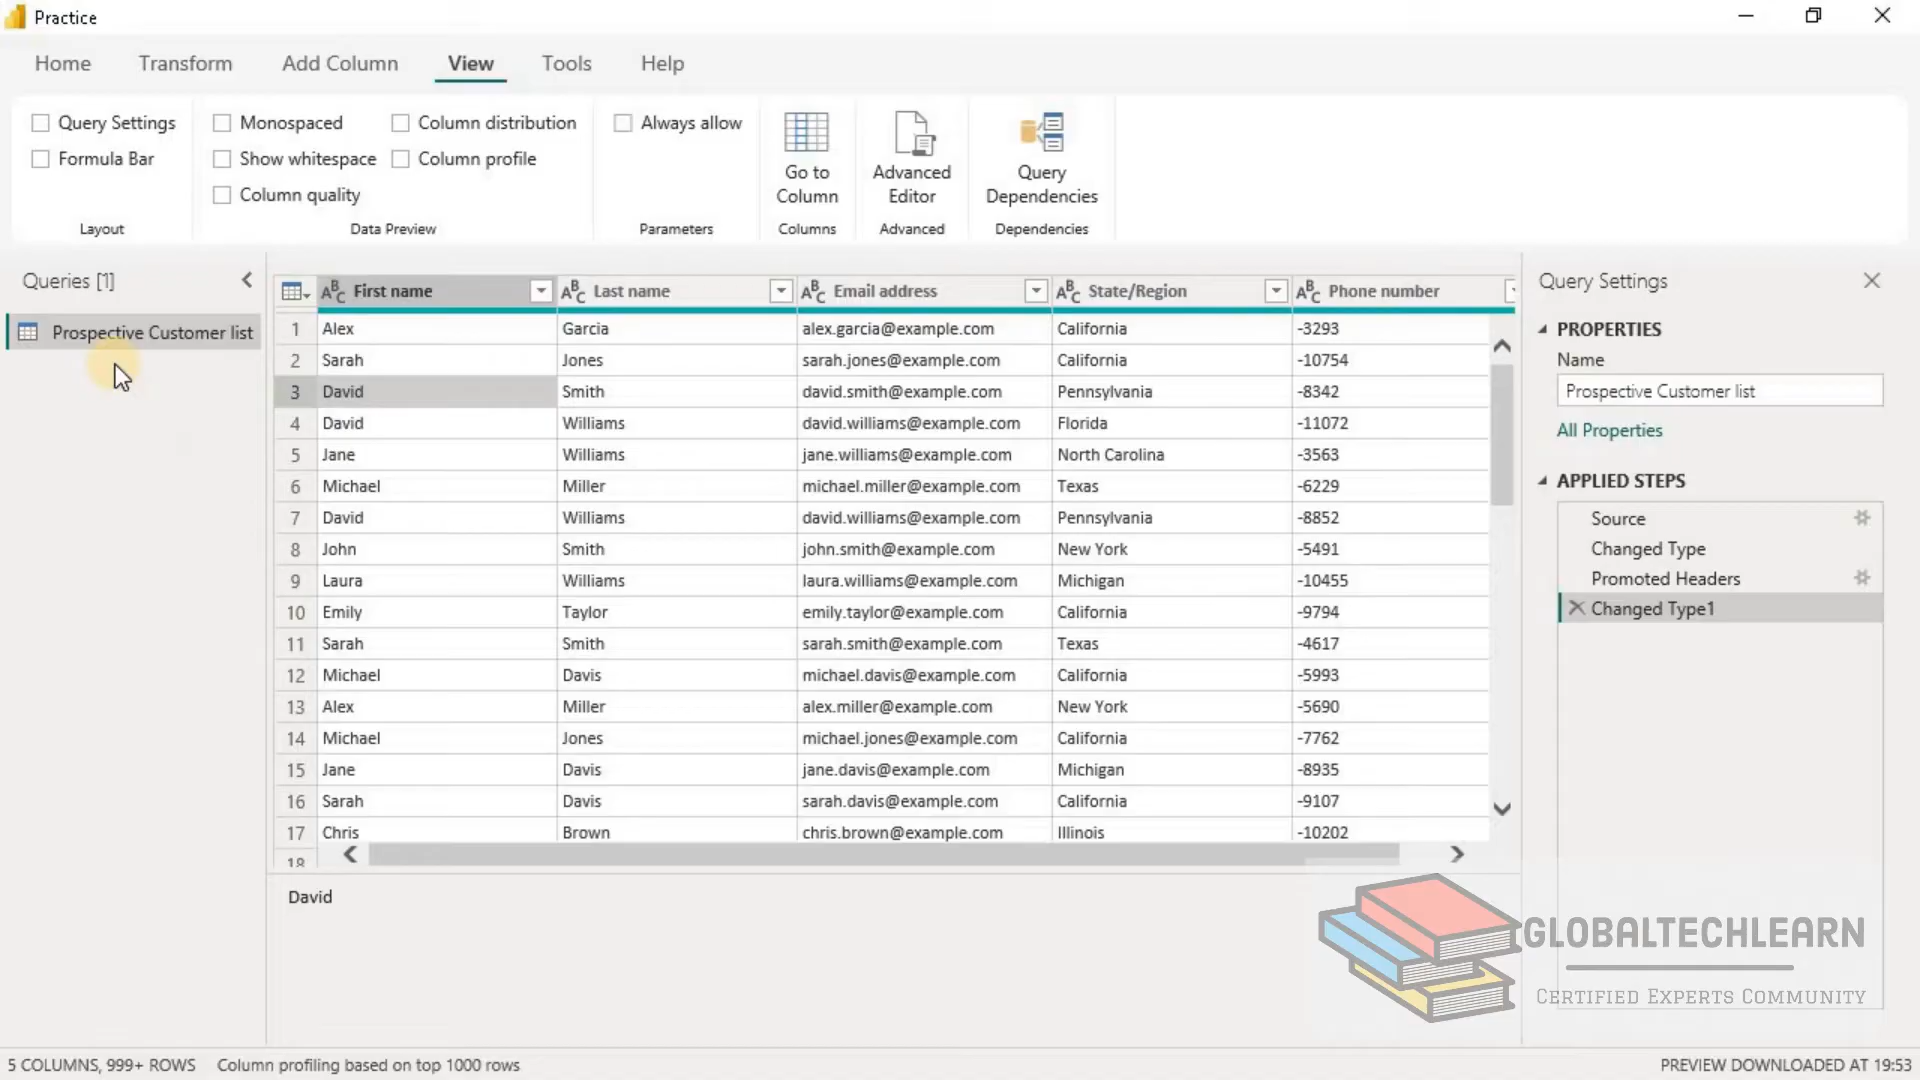 Practice
Home Transform Add Column View Tools Help
Query Settings Monospaced Column distribution Always allow
Formula Bar Show whitespace Column profile
Column quality
Go to Column
Advanced Editor
Query Dependencies
Layout Data Preview Parameters Columns Advanced Dependencies
Queries [1]
Prospective Customer list
First name Last name Email address State/Region Phone number
1 Alex Garcia alex.garcia@example.com California -3293
2 Sarah Jones sarah.jones@example.com California -10754
3 David Smith david.smith@example.com Pennsylvania -8342
4 David Williams david.williams@example.com Florida -11072
5 Jane Williams jane.williams@example.com North Carolina -3563
6 Michael Miller michael.miller@example.com Texas -6229
7 David Williams david.williams@example.com Pennsylvania -8852
8 John Smith john.smith@example.com New York -5491
9 Laura Williams laura.williams@example.com Michigan -10455
10 Emily Taylor emily.taylor@example.com California -9794
11 Sarah Smith sarah.smith@example.com Texas -4617
12 Michael Davis michael.davis@example.com California -5993
13 Alex Miller alex.miller@example.com New York -5690
14 Michael Jones michael.jones@example.com California -7762
15 Jane Davis jane.davis@example.com Michigan -8935
16 Sarah Davis sarah.davis@example.com California -9107
17 Chris Brown chris.brown@example.com Illinois -10202
18
David
Query Settings
PROPERTIES
Name
Prospective Customer list
All Properties
APPLIED STEPS
Source
Changed Type
Promoted Headers
Changed Type1
GLOBALTECHLEARN
CERTIFIED EXPERTS COMMUNITY
5 COLUMNS, 999+ ROWS Column profiling based on top 1000 rows
PREVIEW DOWNLOADED AT 19:53